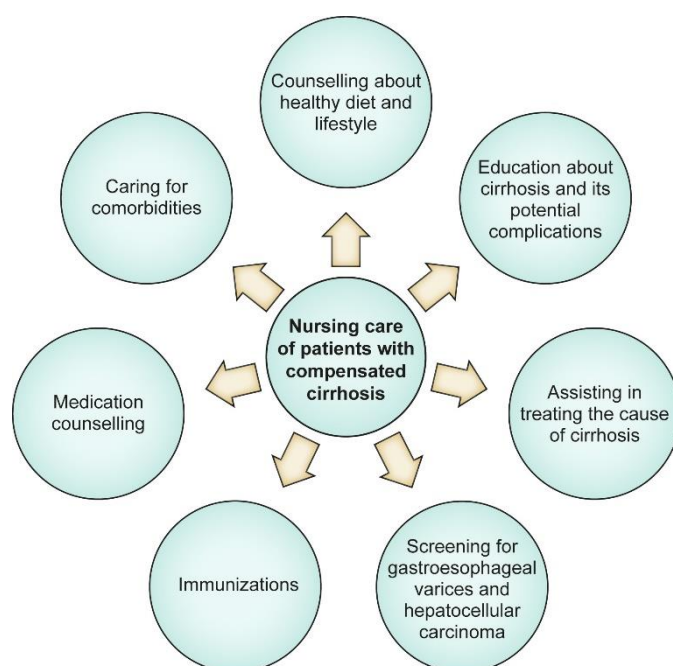 Counselling about
healthy diet and
lifestyle
Education about
cirrhosis and its
potential
complications
Caring for
comorbidities
Nursing care
of patients with
compensated
cirrhosis
Assisting in
treating the cause
of cirrhosis
Medication
counselling
Screening for
gastroesophageal
varices and
hepatocellular
carcinoma
Immunizations